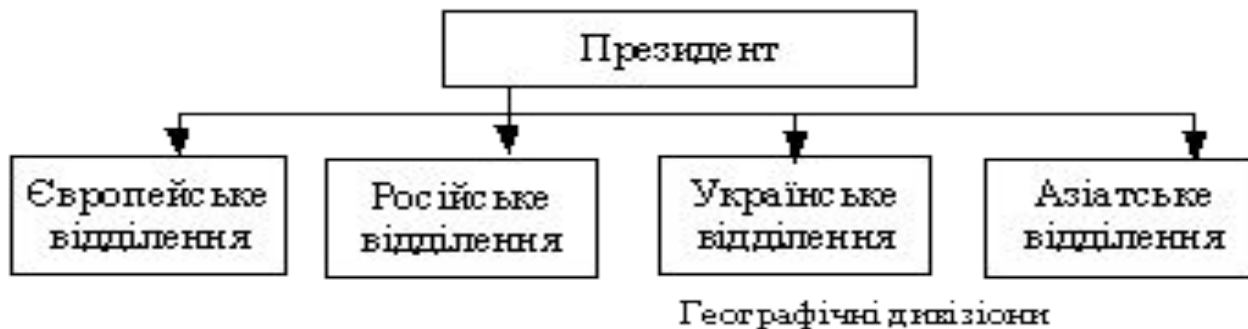 Президент
Європейське
відділення
Російське
відділення
Українське
відділення
Азіатське
відділення
Географічні дивізіони